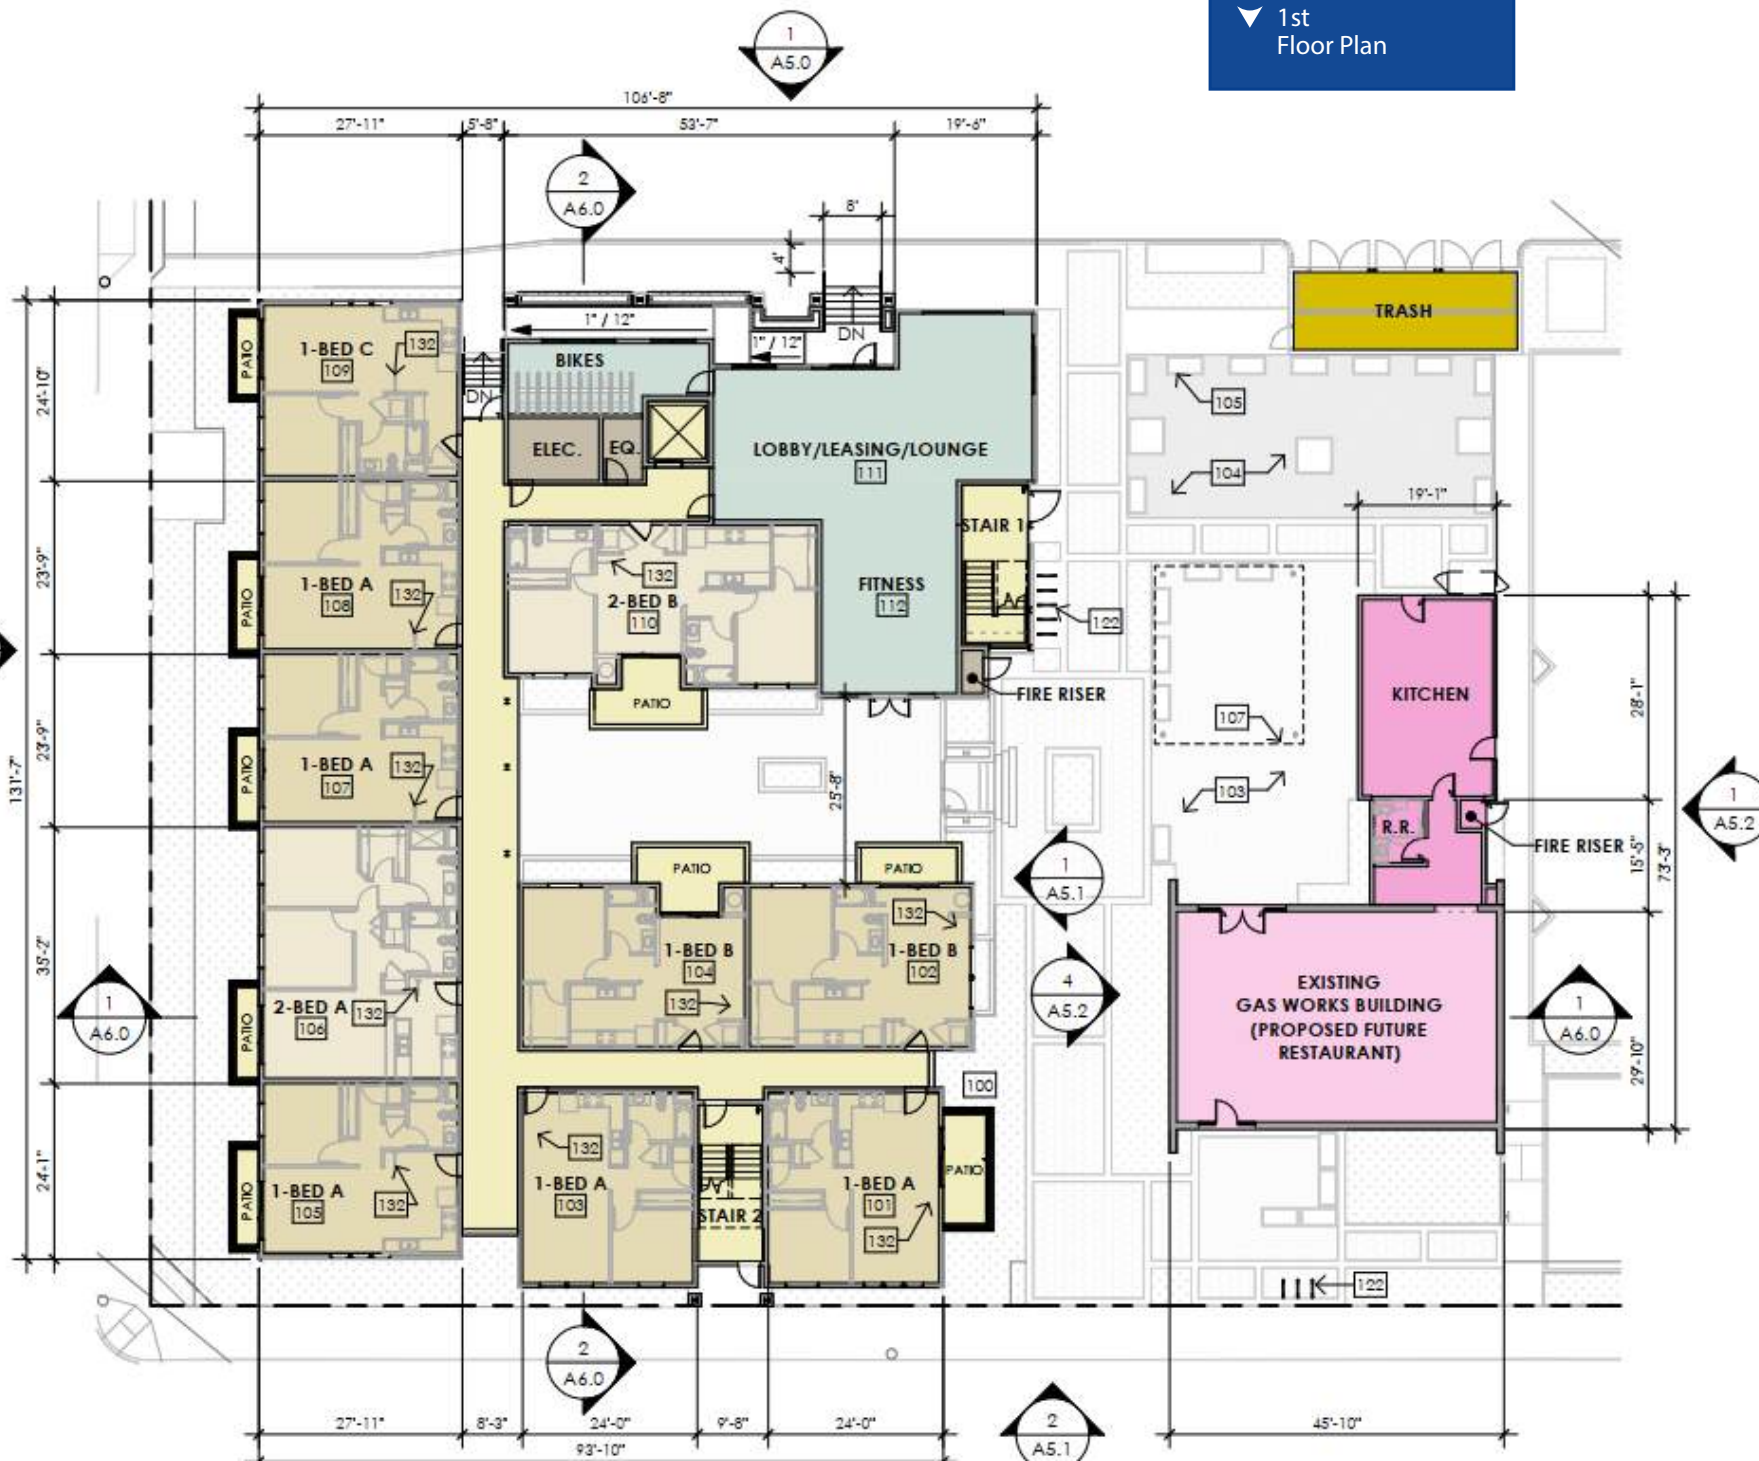 1st
Floor Plan
1
A5.0
106'-8"
27'-11"
5'-8"
53'-7"
19'-6"
2
A6.0
8'
4'
1" / 12"
1" / 12"
DN
DN
TRASH
PATIO
1-BED C
109
132
BIKES
ELEC.
EQ.
LOBBY/LEASING/LOUNGE
111
105
104
19'-1"
24'-10"
23'-9"
23'-9"
35'-2"
24'-1"
131'-7"
PATIO
1-BED A
108
132
132
2-BED B
110
PATIO
FITNESS
112
STAIR 1
122
FIRE RISER
KITCHEN
107
103
28'-1"
PATIO
1-BED A
107
132
25'-8"
R.R.
FIRE RISER
15'-5"
73'-3"
1
A5.2
PATIO
PATIO
1
A5.1
1-BED B
104
132
132
1-BED B
102
4
A5.2
PATIO
2-BED A
106
132
1
A6.0
EXISTING
GAS WORKS BUILDING
(PROPOSED FUTURE
RESTAURANT)
1
A6.0
29'-10"
100
PATIO
1-BED A
105
132
132
1-BED A
103
STAIR 2
1-BED A
101
132
PATIO
122
2
A6.0
2
A5.1
27'-11"
8'-3"
24'-0"
9'-8"
24'-0"
45'-10"
93'-10"